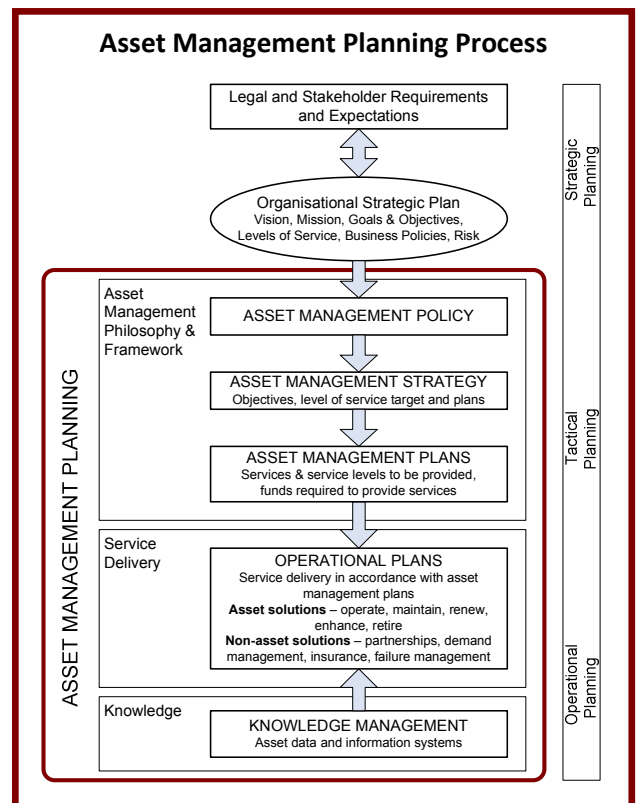 Asset Management Planning Process
Legal and Stakeholder Requirements
and Expectations
Organisational Strategic Plan
Vision, Mission, Goals & Objectives,
Levels of Service, Business Policies, Risk
Strategic
Planning
ASSET MANAGEMENT PLANNING
Asset
Management
Philosophy &
Framework
ASSET MANAGEMENT POLICY
ASSET MANAGEMENT STRATEGY
Objectives, level of service target and plans
ASSET MANAGEMENT PLANS
Services & service levels to be provided,
funds required to provide services
Tactical
Planning
Service
Delivery
OPERATIONAL PLANS
Service delivery in accordance with asset
management plans
Asset solutions – operate, maintain, renew,
enhance, retire
Non-asset solutions – partnerships, demand
management, insurance, failure management
Operational
Planning
Knowledge
KNOWLEDGE MANAGEMENT
Asset data and information systems